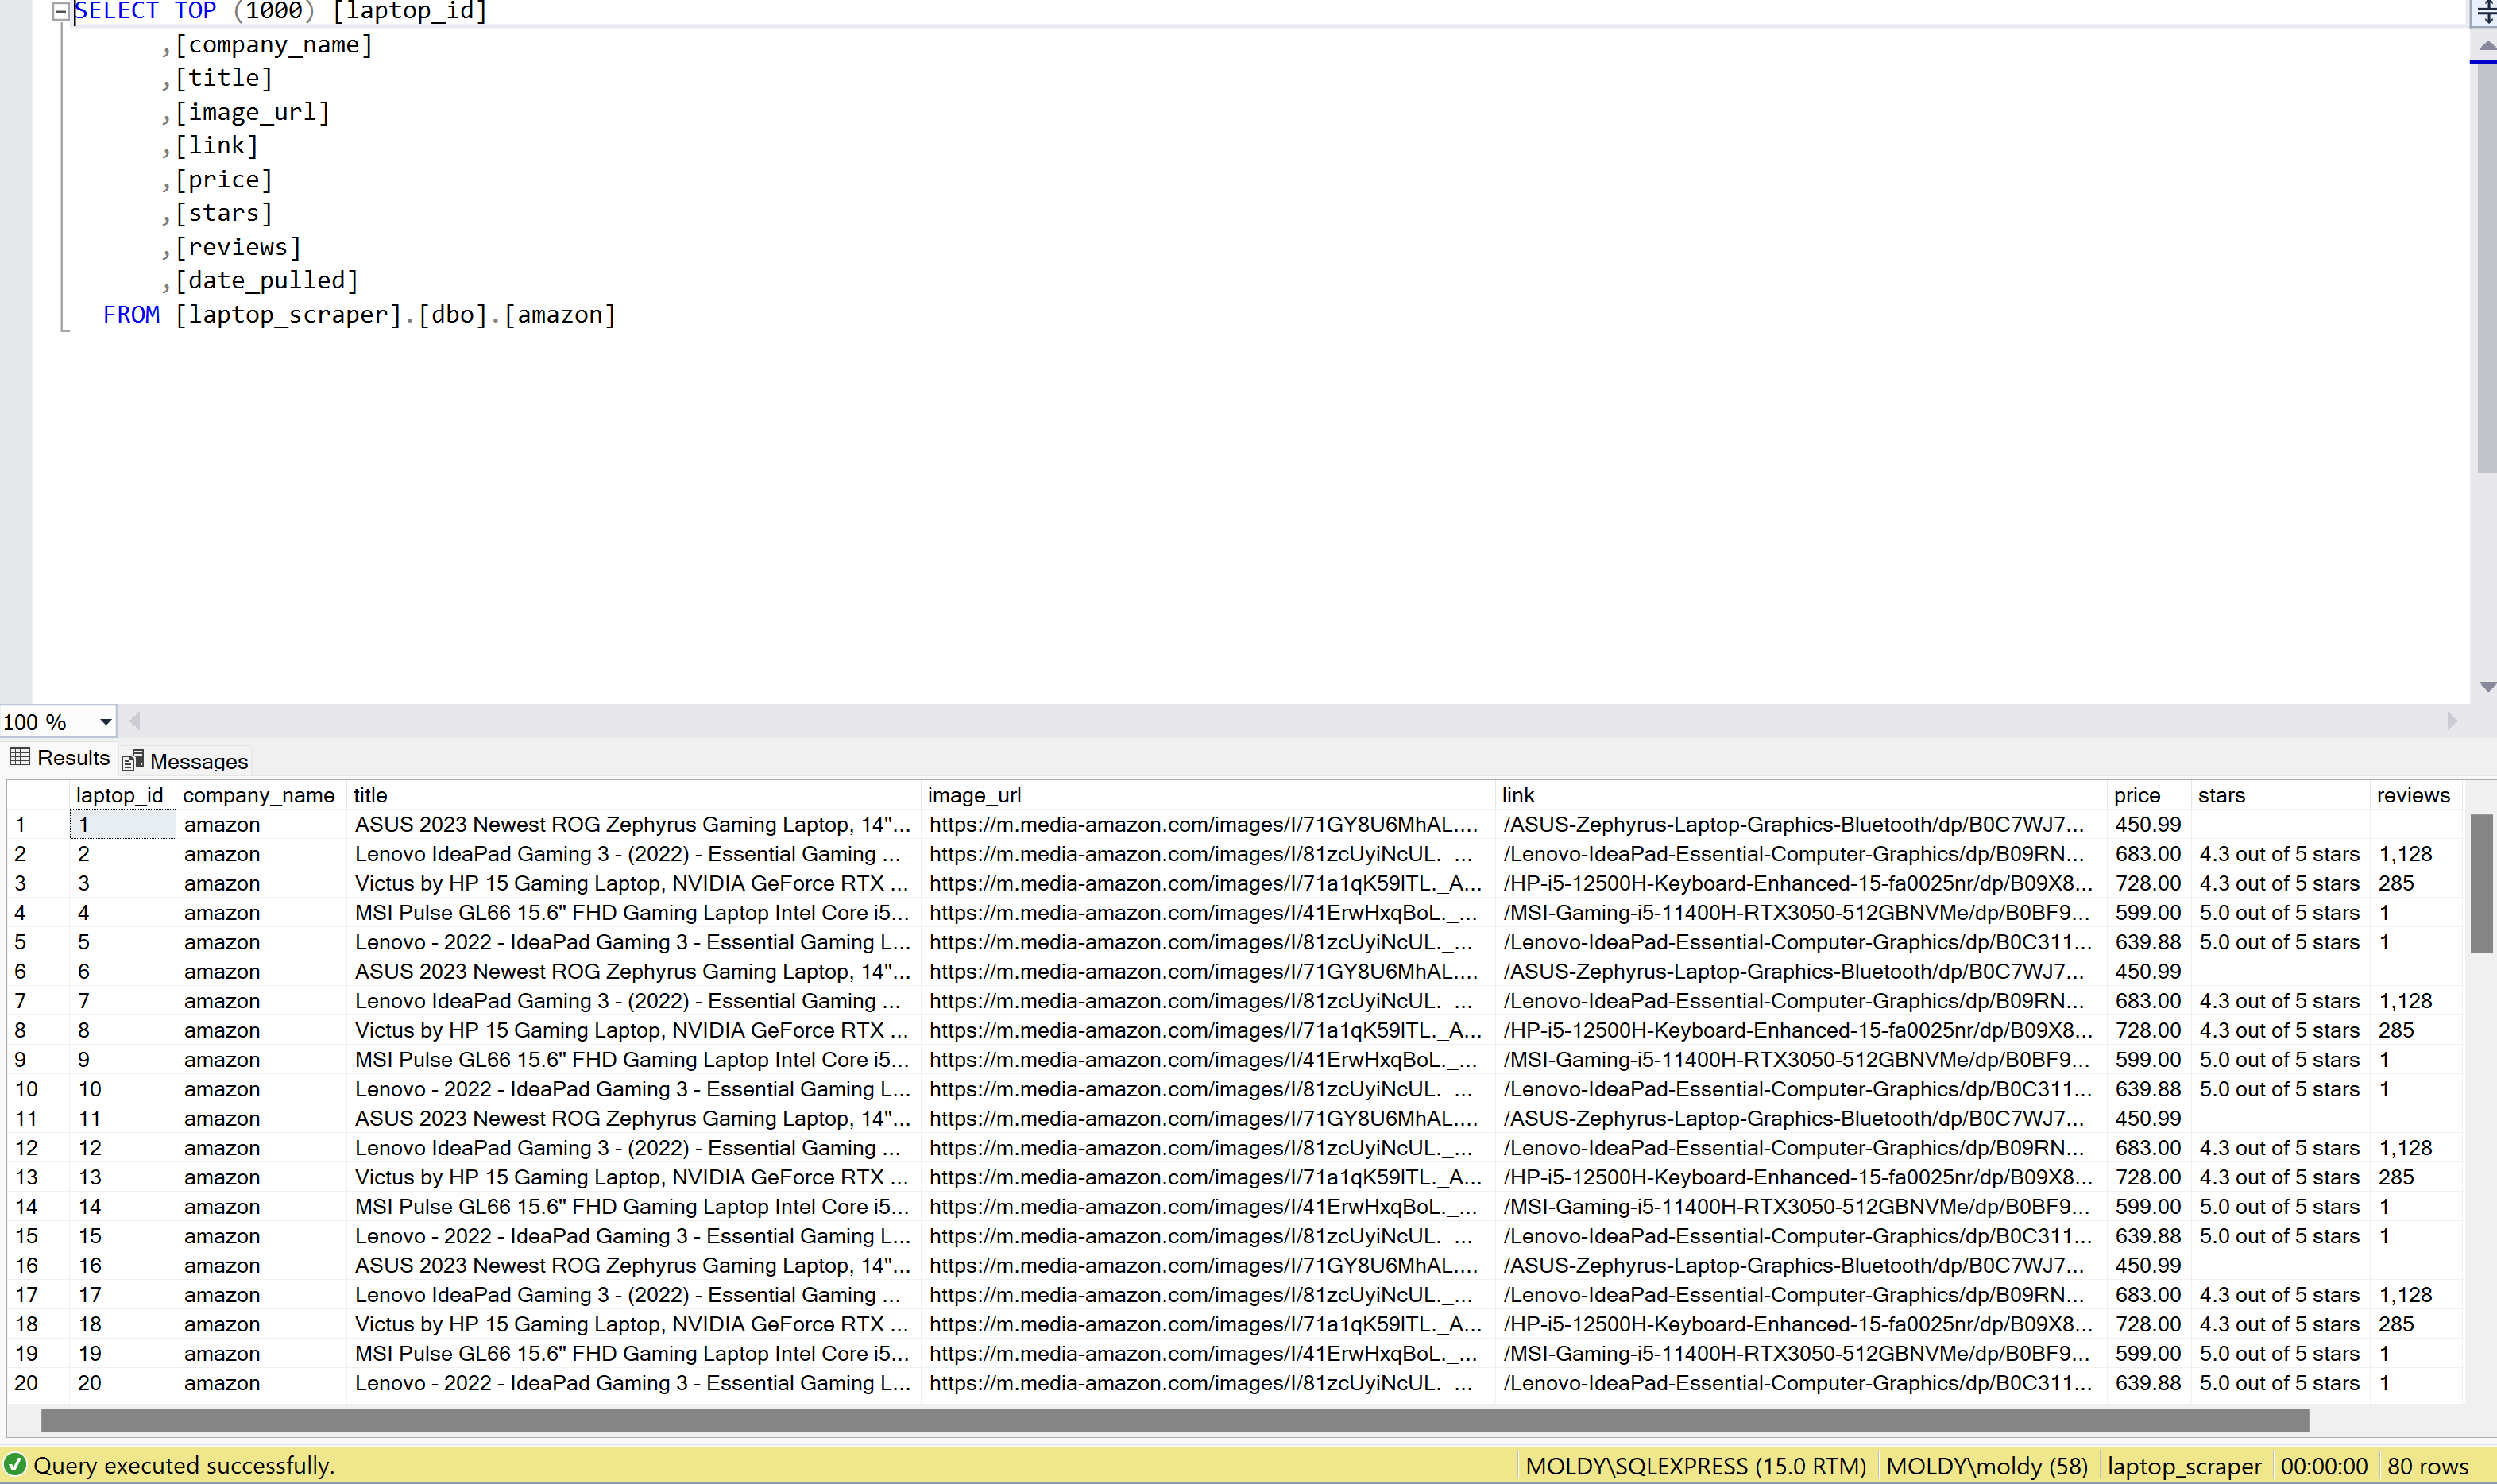 SELECT TOP (1000) [laptop_id]
,[company_name]
,[title]
,[image_url]
,[link]
,[price]
,[stars]
,[reviews]
,[date_pulled]
FROM [laptop_scraper].[dbo].[amazon]
100 %
Results Messages
laptop_id company_name title image_url link price stars reviews
1 1 amazon ASUS 2023 Newest ROG Zephyrus Gaming Laptop, 14"... https://m.media-amazon.com/images/I/71GY8U6MhAL.... /ASUS-Zephyrus-Laptop-Graphics-Bluetooth/dp/B0C7WJ7... 450.99
2 2 amazon Lenovo IdeaPad Gaming 3 - (2022) - Essential Gaming ... https://m.media-amazon.com/images/I/81zcUyiNcUL._... /Lenovo-IdeaPad-Essential-Computer-Graphics/dp/B09RN... 683.00 4.3 out of 5 stars 1,128
3 3 amazon Victus by HP 15 Gaming Laptop, NVIDIA GeForce RTX ... https://m.media-amazon.com/images/I/71a1qK59ITL._A... /HP-i5-12500H-Keyboard-Enhanced-15-fa0025nr/dp/B09X8... 728.00 4.3 out of 5 stars 285
4 4 amazon MSI Pulse GL66 15.6" FHD Gaming Laptop Intel Core i5... https://m.media-amazon.com/images/I/41ErwHxqBoL._... /MSI-Gaming-i5-11400H-RTX3050-512GBNVMe/dp/B0BF9... 599.00 5.0 out of 5 stars 1
5 5 amazon Lenovo - 2022 - IdeaPad Gaming 3 - Essential Gaming L... https://m.media-amazon.com/images/I/81zcUyiNcUL._... /Lenovo-IdeaPad-Essential-Computer-Graphics/dp/B0C311... 639.88 5.0 out of 5 stars 1
6 6 amazon ASUS 2023 Newest ROG Zephyrus Gaming Laptop, 14"... https://m.media-amazon.com/images/I/71GY8U6MhAL.... /ASUS-Zephyrus-Laptop-Graphics-Bluetooth/dp/B0C7WJ7... 450.99
7 7 amazon Lenovo IdeaPad Gaming 3 - (2022) - Essential Gaming ... https://m.media-amazon.com/images/I/81zcUyiNcUL._... /Lenovo-IdeaPad-Essential-Computer-Graphics/dp/B09RN... 683.00 4.3 out of 5 stars 1,128
8 8 amazon Victus by HP 15 Gaming Laptop, NVIDIA GeForce RTX ... https://m.media-amazon.com/images/I/71a1qK59ITL._A... /HP-i5-12500H-Keyboard-Enhanced-15-fa0025nr/dp/B09X8... 728.00 4.3 out of 5 stars 285
9 9 amazon MSI Pulse GL66 15.6" FHD Gaming Laptop Intel Core i5... https://m.media-amazon.com/images/I/41ErwHxqBoL._... /MSI-Gaming-i5-11400H-RTX3050-512GBNVMe/dp/B0BF9... 599.00 5.0 out of 5 stars 1
10 10 amazon Lenovo - 2022 - IdeaPad Gaming 3 - Essential Gaming L... https://m.media-amazon.com/images/I/81zcUyiNcUL._... /Lenovo-IdeaPad-Essential-Computer-Graphics/dp/B0C311... 639.88 5.0 out of 5 stars 1
11 11 amazon ASUS 2023 Newest ROG Zephyrus Gaming Laptop, 14"... https://m.media-amazon.com/images/I/71GY8U6MhAL.... /ASUS-Zephyrus-Laptop-Graphics-Bluetooth/dp/B0C7WJ7... 450.99
12 12 amazon Lenovo IdeaPad Gaming 3 - (2022) - Essential Gaming ... https://m.media-amazon.com/images/I/81zcUyiNcUL._... /Lenovo-IdeaPad-Essential-Computer-Graphics/dp/B09RN... 683.00 4.3 out of 5 stars 1,128
13 13 amazon Victus by HP 15 Gaming Laptop, NVIDIA GeForce RTX ... https://m.media-amazon.com/images/I/71a1qK59ITL._A... /HP-i5-12500H-Keyboard-Enhanced-15-fa0025nr/dp/B09X8... 728.00 4.3 out of 5 stars 285
14 14 amazon MSI Pulse GL66 15.6" FHD Gaming Laptop Intel Core i5... https://m.media-amazon.com/images/I/41ErwHxqBoL._... /MSI-Gaming-i5-11400H-RTX3050-512GBNVMe/dp/B0BF9... 599.00 5.0 out of 5 stars 1
15 15 amazon Lenovo - 2022 - IdeaPad Gaming 3 - Essential Gaming L... https://m.media-amazon.com/images/I/81zcUyiNcUL._... /Lenovo-IdeaPad-Essential-Computer-Graphics/dp/B0C311... 639.88 5.0 out of 5 stars 1
16 16 amazon ASUS 2023 Newest ROG Zephyrus Gaming Laptop, 14"... https://m.media-amazon.com/images/I/71GY8U6MhAL.... /ASUS-Zephyrus-Laptop-Graphics-Bluetooth/dp/B0C7WJ7... 450.99
17 17 amazon Lenovo IdeaPad Gaming 3 - (2022) - Essential Gaming ... https://m.media-amazon.com/images/I/81zcUyiNcUL._... /Lenovo-IdeaPad-Essential-Computer-Graphics/dp/B09RN... 683.00 4.3 out of 5 stars 1,128
18 18 amazon Victus by HP 15 Gaming Laptop, NVIDIA GeForce RTX ... https://m.media-amazon.com/images/I/71a1qK59ITL._A... /HP-i5-12500H-Keyboard-Enhanced-15-fa0025nr/dp/B09X8... 728.00 4.3 out of 5 stars 285
19 19 amazon MSI Pulse GL66 15.6" FHD Gaming Laptop Intel Core i5... https://m.media-amazon.com/images/I/41ErwHxqBoL._... /MSI-Gaming-i5-11400H-RTX3050-512GBNVMe/dp/B0BF9... 599.00 5.0 out of 5 stars 1
20 20 amazon Lenovo - 2022 - IdeaPad Gaming 3 - Essential Gaming L... https://m.media-amazon.com/images/I/81zcUyiNcUL._... /Lenovo-IdeaPad-Essential-Computer-Graphics/dp/B0C311... 639.88 5.0 out of 5 stars 1
Query executed successfully. MOLDY\SQLEXPRESS (15.0 RTM) MOLDY\moldy (58) laptop_scraper 00:00:00 80 rows